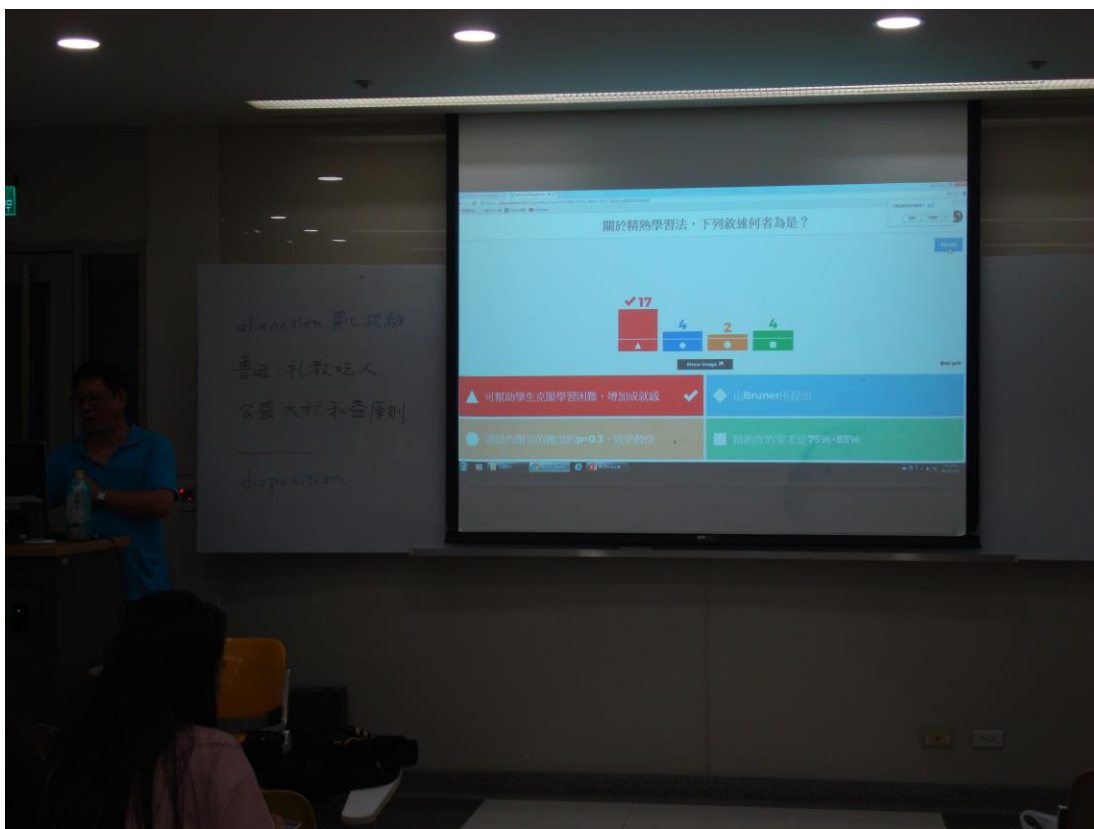 alienation 異化 疏離
魯迅:礼教吃人
公益大於私益原則
disposition
關於精熟學習法,下列敘述何者為是?
Next
✔17
4
2
4
Show image
▲ 可幫助學生克服學習困難,增加成就感 ✔
◆ 由Bruner所提出
● 測試的題目的難度於p=0.3,效果較佳
■ 精熟度的要求是75%~85%